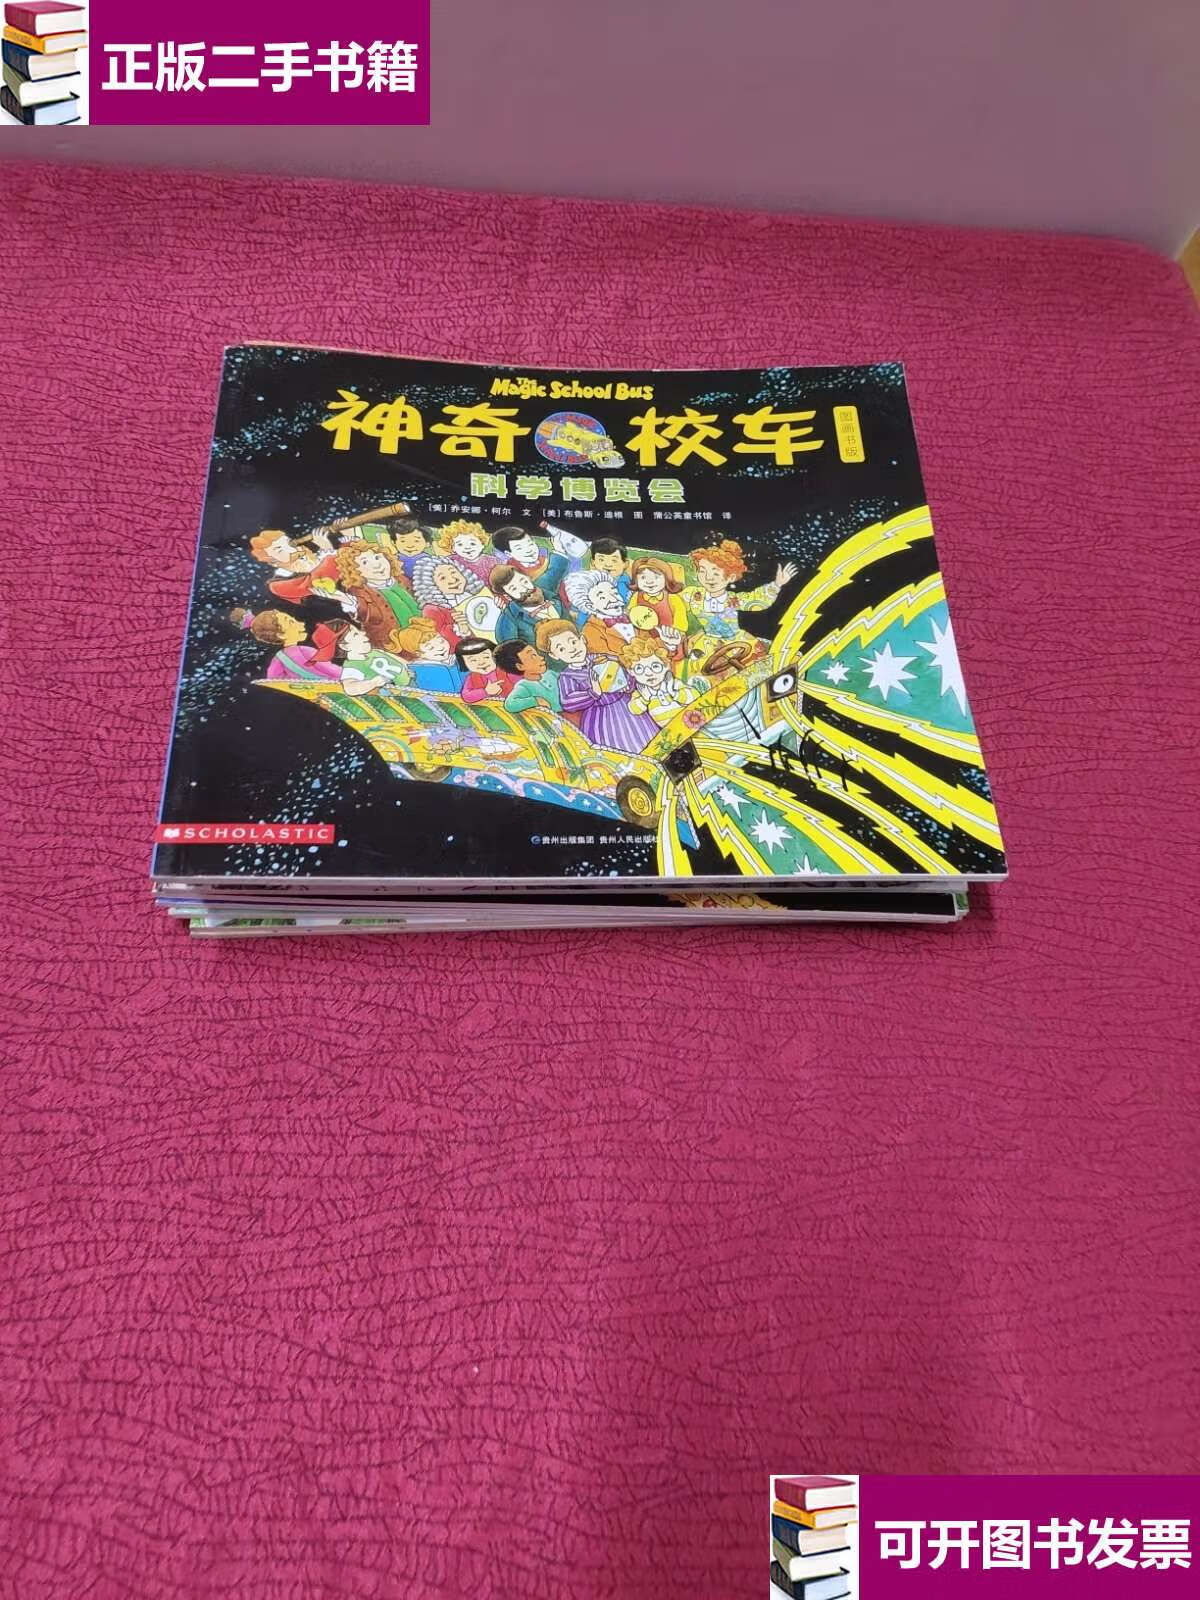 正版二手书籍
The Magic School Bus
神奇校车
图画书版
科学博览会
[美] 乔安娜·柯尔 文 [美] 布鲁斯·迪根 图 蒲公英童书馆 译
R
SCHOLASTIC
贵州出版集团 贵州人民出版社
可开图书发票